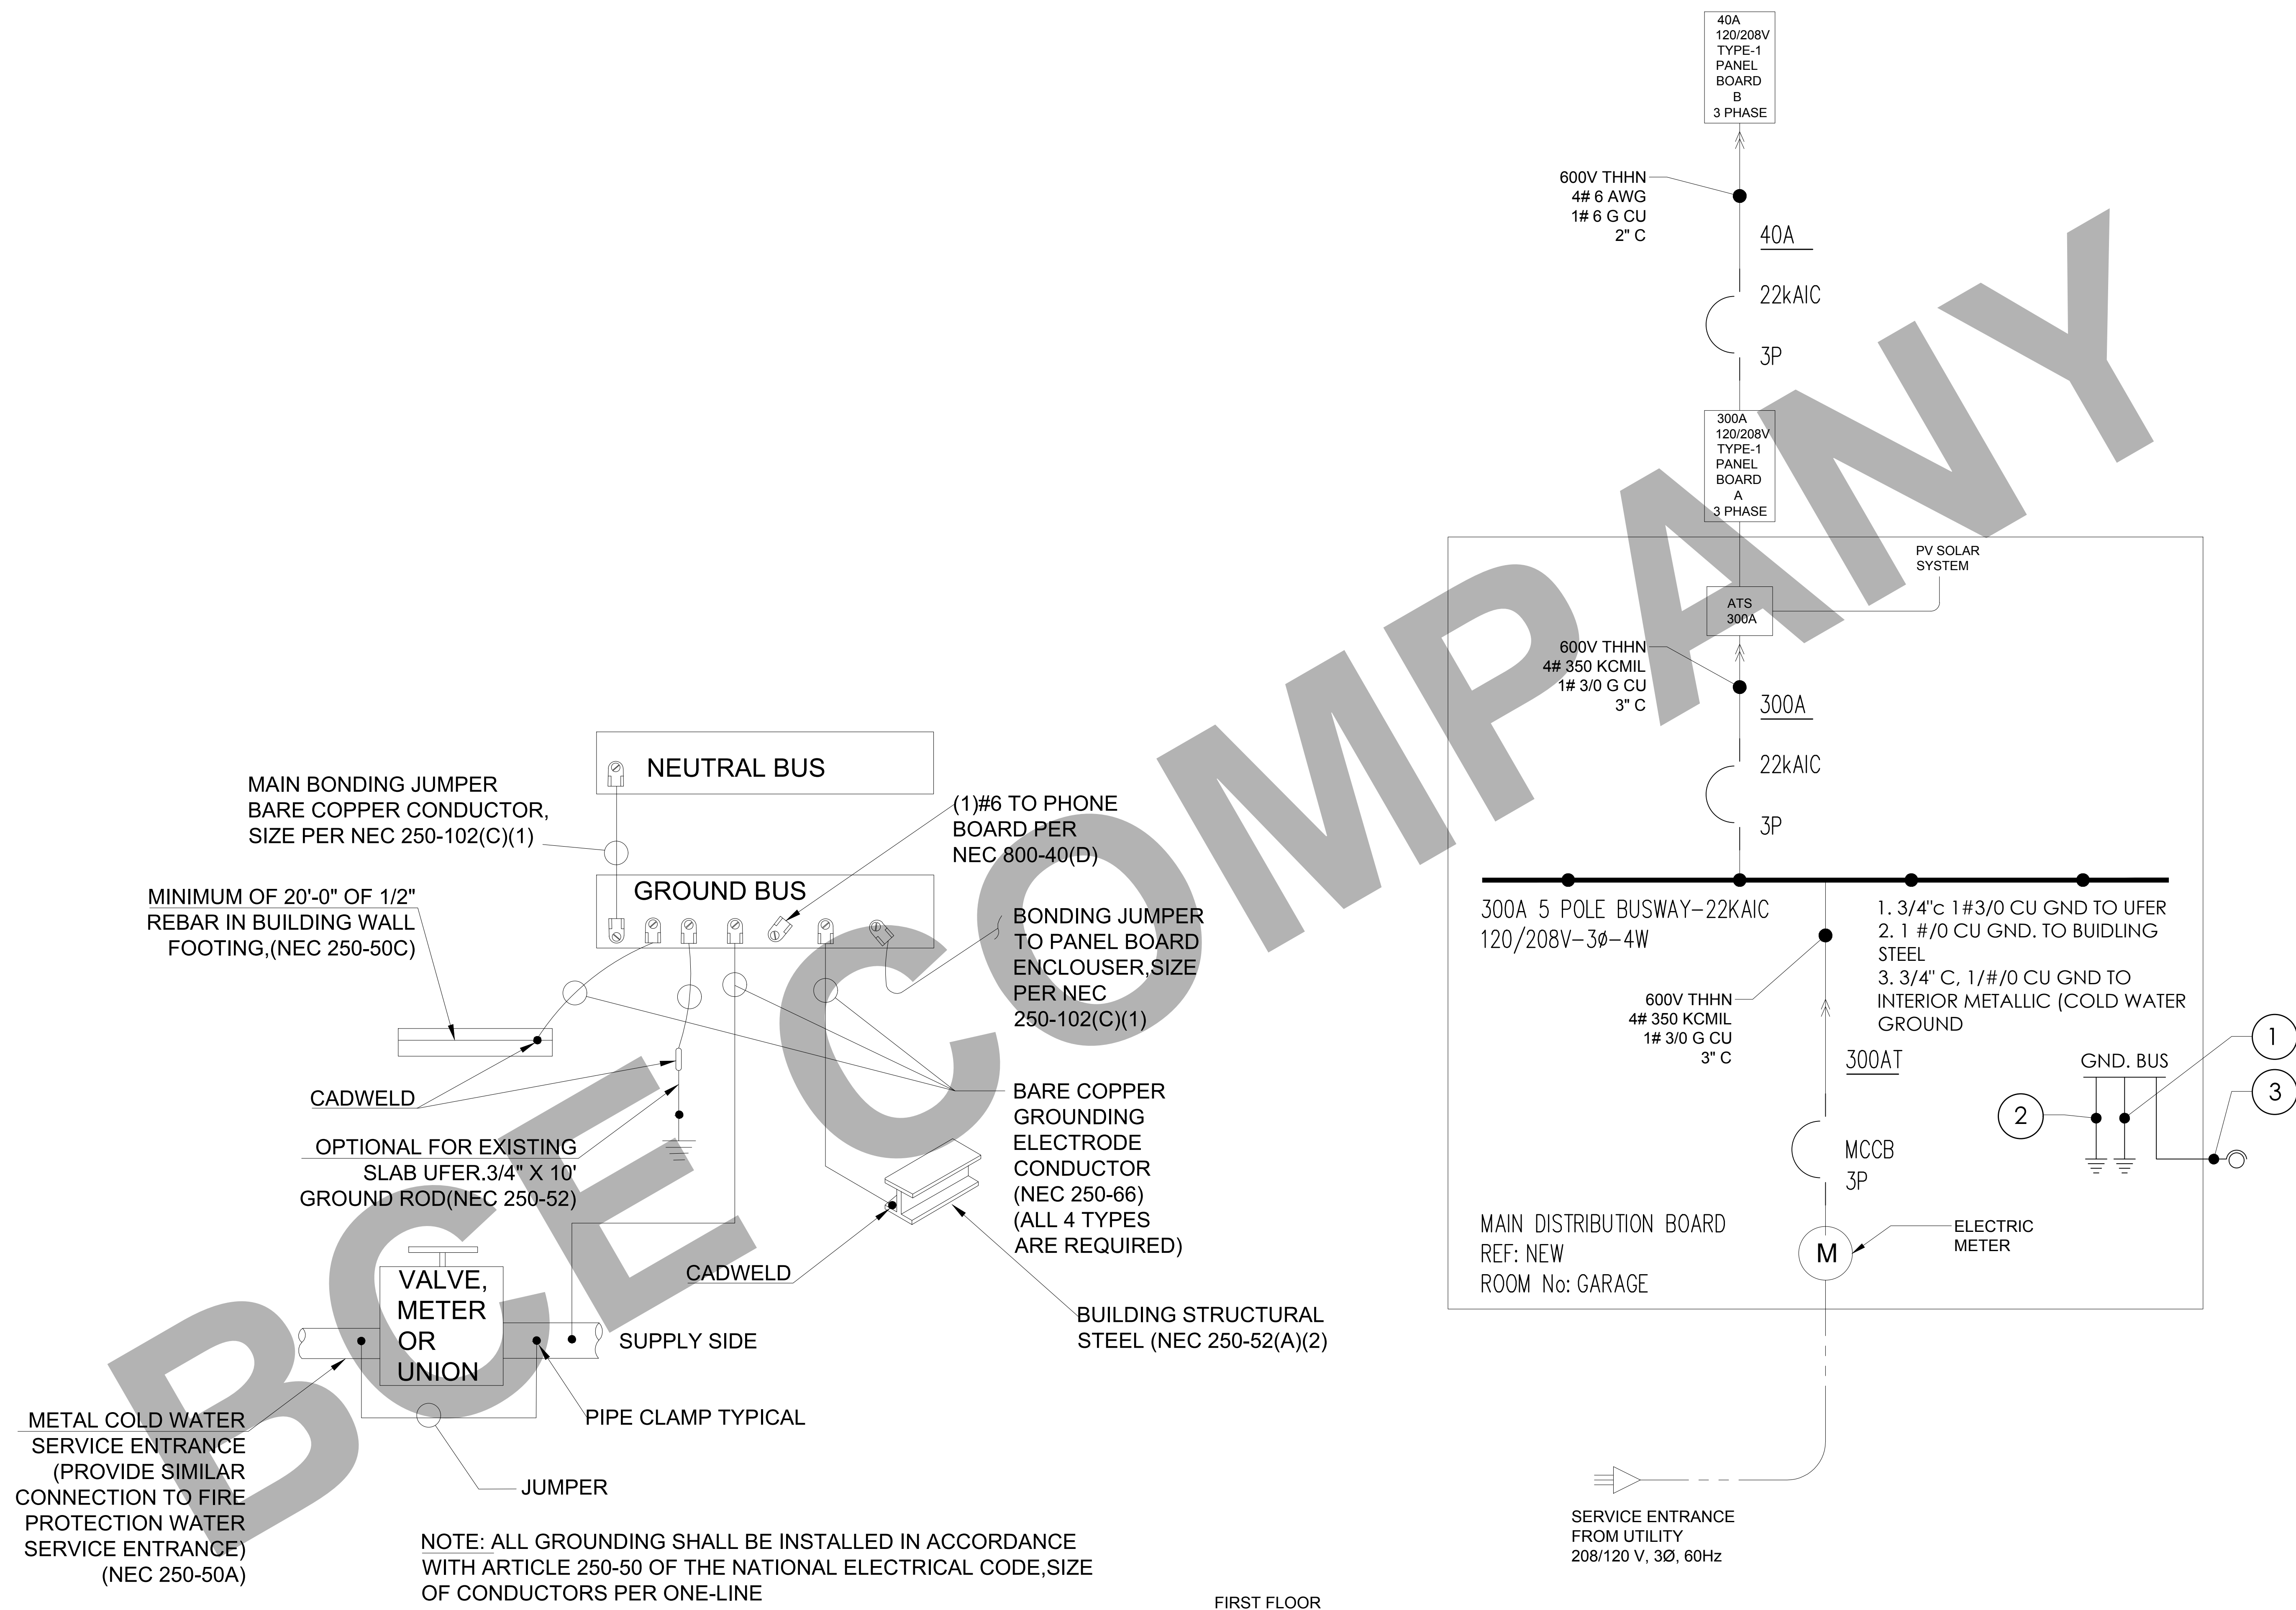 40A
120/208V
TYPE-1
PANEL
BOARD
B
3 PHASE
600V THHN
4# 6 AWG
1# 6 G CU
2" C
40A
22kAIC
3P
300A
120/208V
TYPE-1
PANEL
BOARD
A
3 PHASE
PV SOLAR
SYSTEM
ATS
300A
600V THHN
4# 350 KCMIL
1# 3/0 G CU
3" C
300A
22kAIC
3P
300A 5 POLE BUSWAY-22KAIC
120/208V-3ø-4W
1. 3/4"c 1#3/0 CU GND TO UFER
2. 1 #/0 CU GND. TO BUIDLING
STEEL
3. 3/4" C, 1/#/0 CU GND TO
INTERIOR METALLIC (COLD WATER
GROUND
600V THHN
4# 350 KCMIL
1# 3/0 G CU
3" C
300AT
MCCB
3P
GND. BUS
1
2
3
MAIN DISTRIBUTION BOARD
REF: NEW
ROOM No: GARAGE
M
ELECTRIC
METER
SERVICE ENTRANCE
FROM UTILITY
208/120 V, 3Ø, 60Hz
NEUTRAL BUS
MAIN BONDING JUMPER
BARE COPPER CONDUCTOR,
SIZE PER NEC 250-102(C)(1)
(1)#6 TO PHONE
BOARD PER
NEC 800-40(D)
GROUND BUS
MINIMUM OF 20'-0" OF 1/2"
REBAR IN BUILDING WALL
FOOTING,(NEC 250-50C)
BONDING JUMPER
TO PANEL BOARD
ENCLOUSER,SIZE
PER NEC
250-102(C)(1)
CADWELD
BARE COPPER
GROUNDING
ELECTRODE
CONDUCTOR
(NEC 250-66)
(ALL 4 TYPES
ARE REQUIRED)
OPTIONAL FOR EXISTING
SLAB UFER.3/4" X 10'
GROUND ROD(NEC 250-52)
CADWELD
BUILDING STRUCTURAL
STEEL (NEC 250-52(A)(2)
VALVE,
METER
OR
UNION
SUPPLY SIDE
PIPE CLAMP TYPICAL
METAL COLD WATER
SERVICE ENTRANCE
(PROVIDE SIMILAR
CONNECTION TO FIRE
PROTECTION WATER
SERVICE ENTRANCE)
(NEC 250-50A)
JUMPER
NOTE: ALL GROUNDING SHALL BE INSTALLED IN ACCORDANCE
WITH ARTICLE 250-50 OF THE NATIONAL ELECTRICAL CODE,SIZE
OF CONDUCTORS PER ONE-LINE
FIRST FLOOR
BCE COMPANY